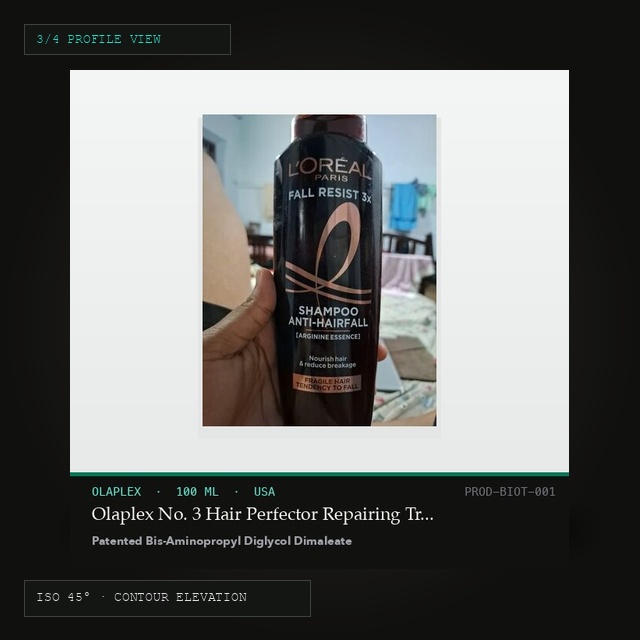 3/4 PROFILE VIEW
L'ORÉAL
PARIS
FALL RESIST 3x
SHAMPOO
ANTI-HAIRFALL
[ARGININE ESSENCE]
Nourish hair
& reduce breakage
FRAGILE HAIR
TENDENCY TO FALL
OLAPLEX · 100 ML · USA
PROD-BIOT-001
Olaplex No. 3 Hair Perfector Repairing Tr...
Patented Bis-Aminopropyl Diglycol Dimaleate
ISO 45° · CONTOUR ELEVATION